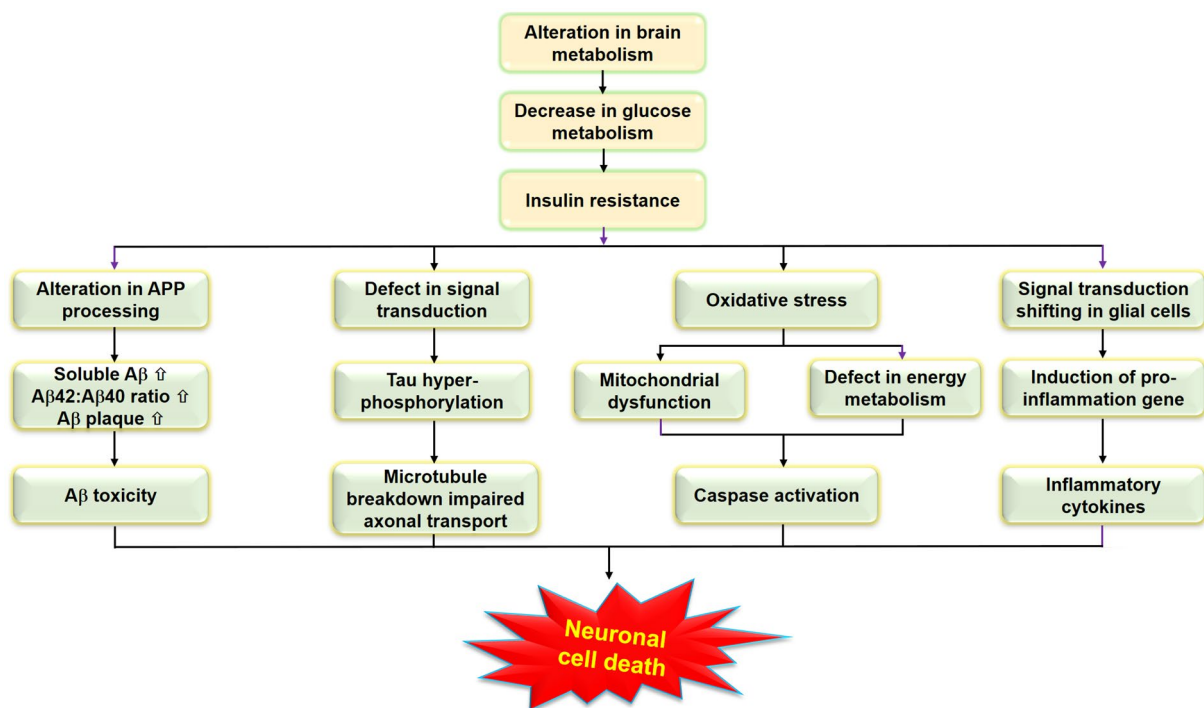 Alteration in brain
metabolism
Decrease in glucose
metabolism
Insulin resistance
Alteration in APP
processing
Defect in signal
transduction
Oxidative stress
Signal transduction
shifting in glial cells
Soluble Aβ ⇧
Aβ42:Aβ40 ratio ⇧
Aβ plaque ⇧
Tau hyper-
phosphorylation
Mitochondrial
dysfunction
Defect in energy
metabolism
Induction of pro-
inflammation gene
Aβ toxicity
Microtubule
breakdown impaired
axonal transport
Caspase activation
Inflammatory
cytokines
Neuronal
cell death